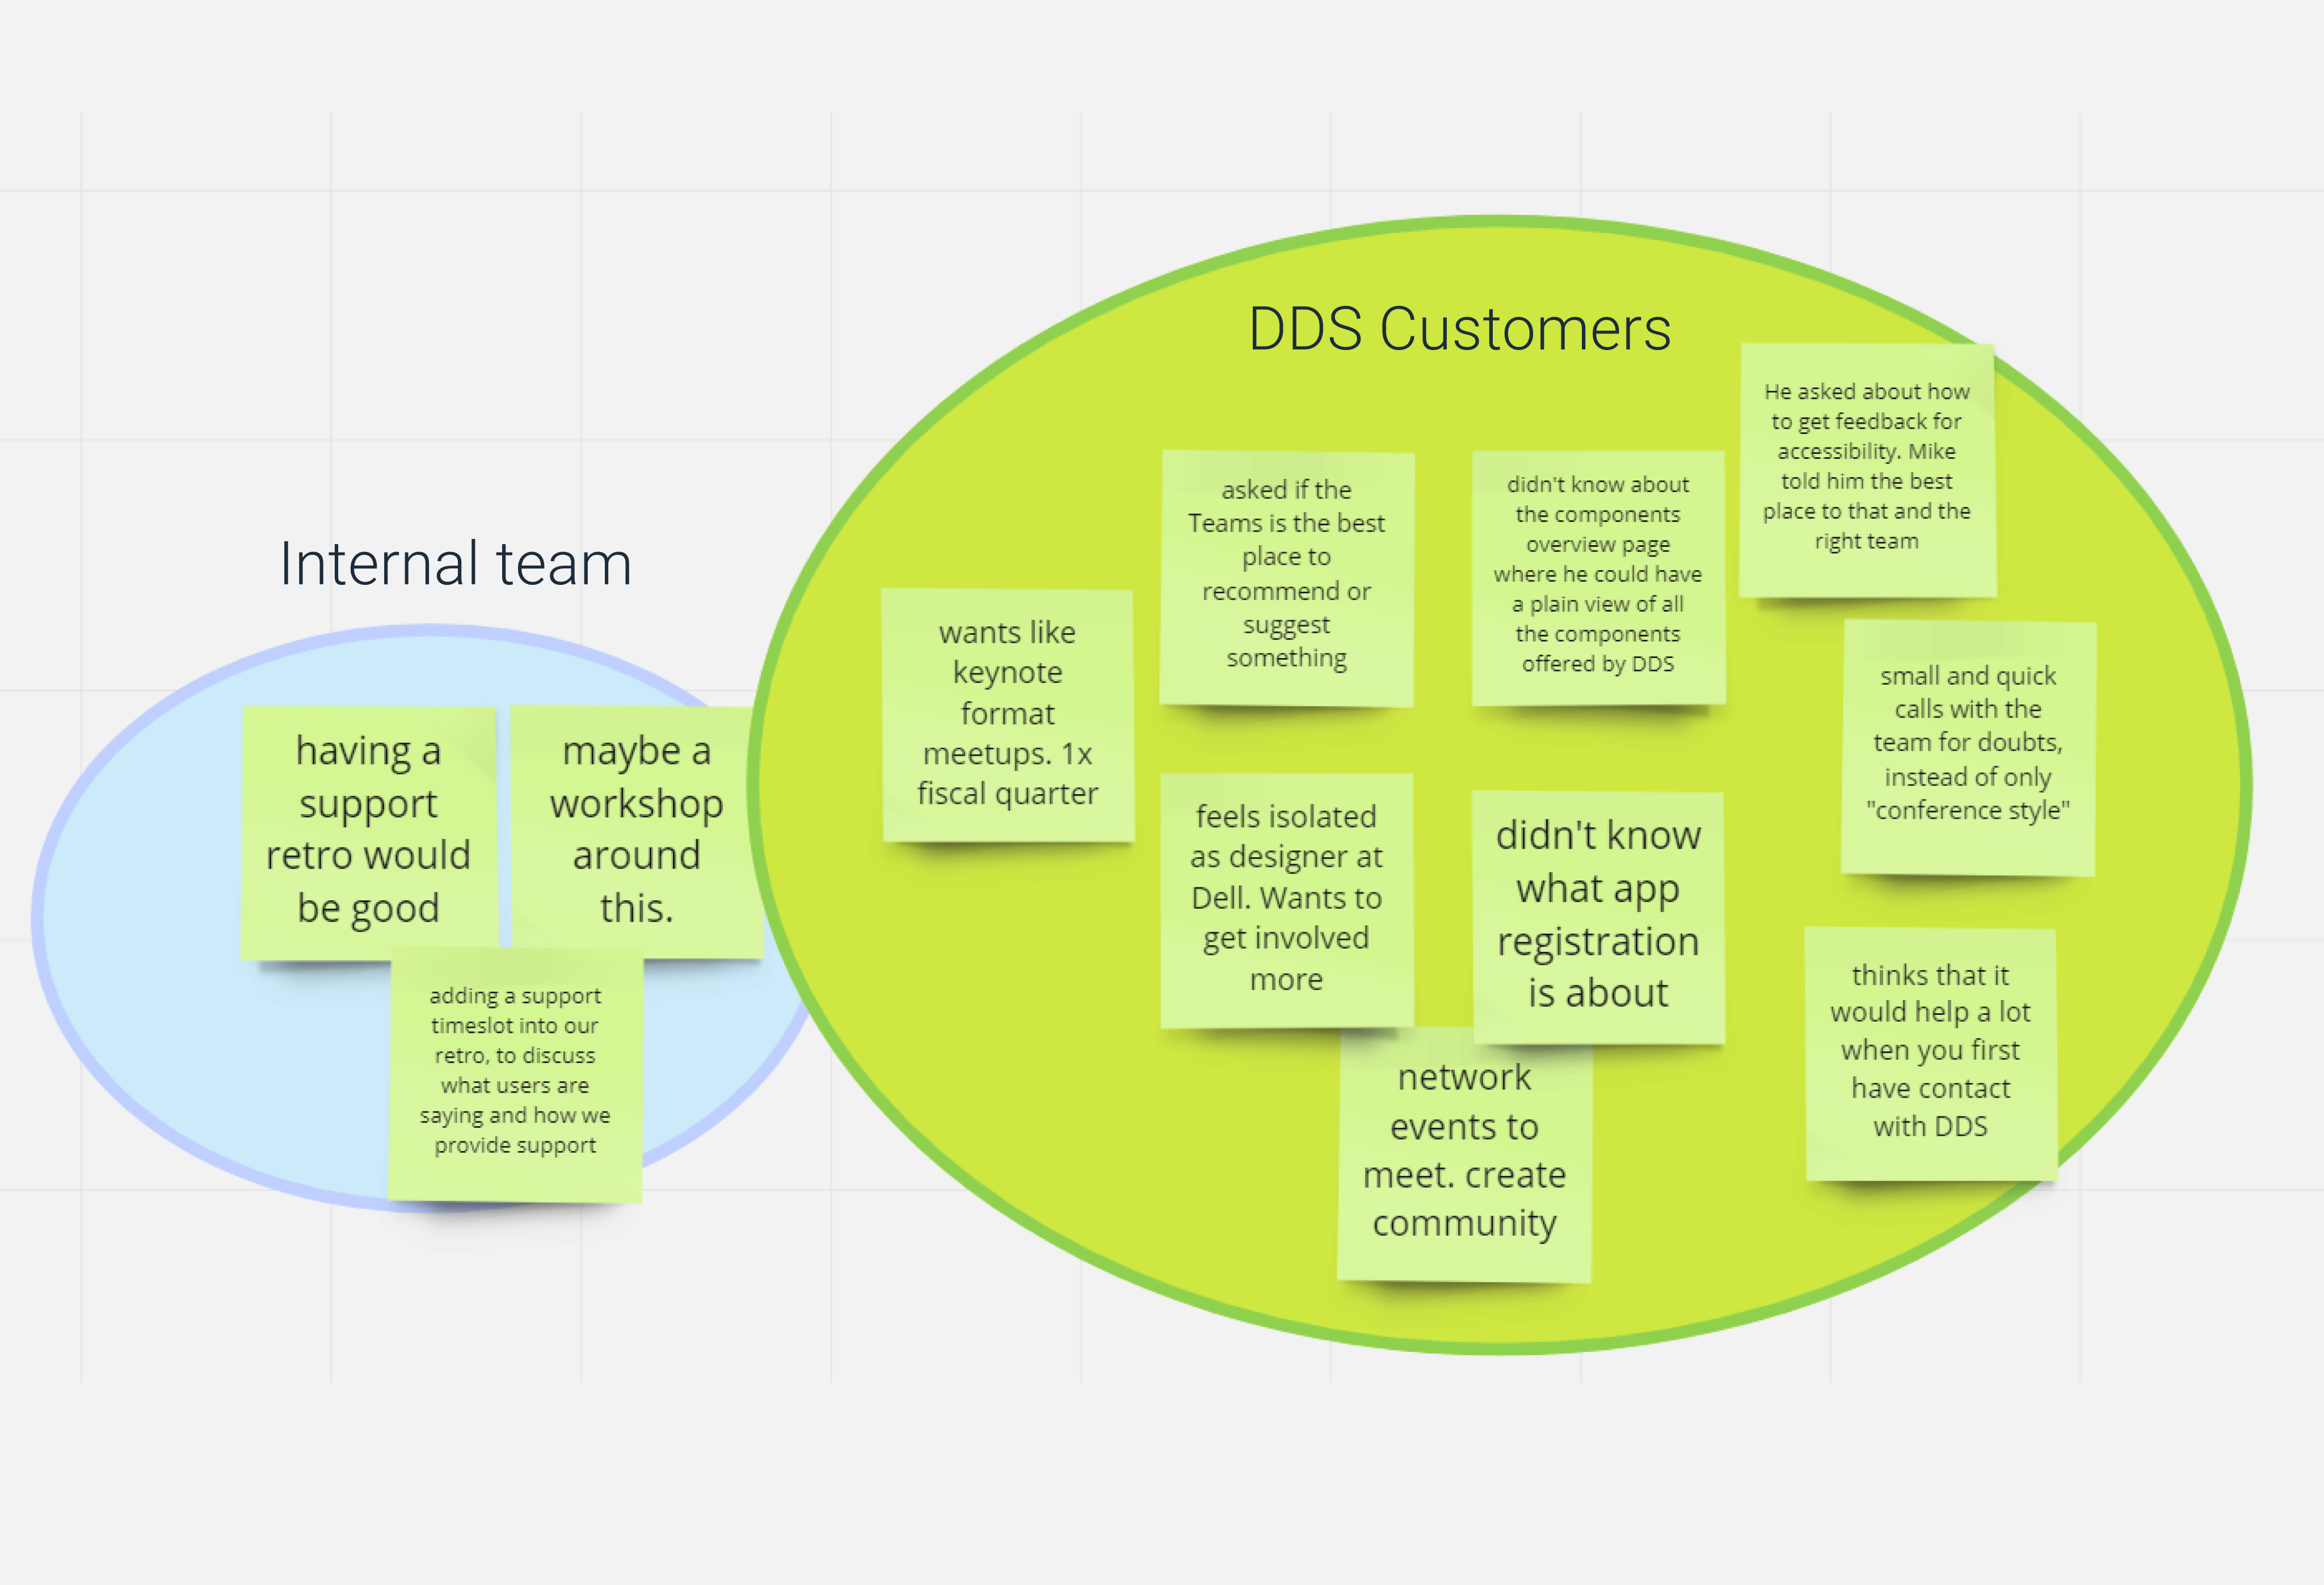 Internal team
having a
support
retro would
be good
maybe a
workshop
around
this.
adding a support
timeslot into our
retro, to discuss
what users are
saying and how we
provide support
DDS Customers
wants like
keynote
format
meetups. 1x
fiscal quarter
asked if the
Teams is the best
place to
recommend or
suggest
something
didn't know about
the components
overview page
where he could have
a plain view of all
the components
offered by DDS
He asked about how
to get feedback for
accessibility. Mike
told him the best
place to that and the
right team
small and quick
calls with the
team for doubts,
instead of only
"conference style"
feels isolated
as designer at
Dell. Wants to
get involved
more
didn't know
what app
registration
is about
thinks that it
would help a lot
when you first
have contact
with DDS
network
events to
meet. create
community